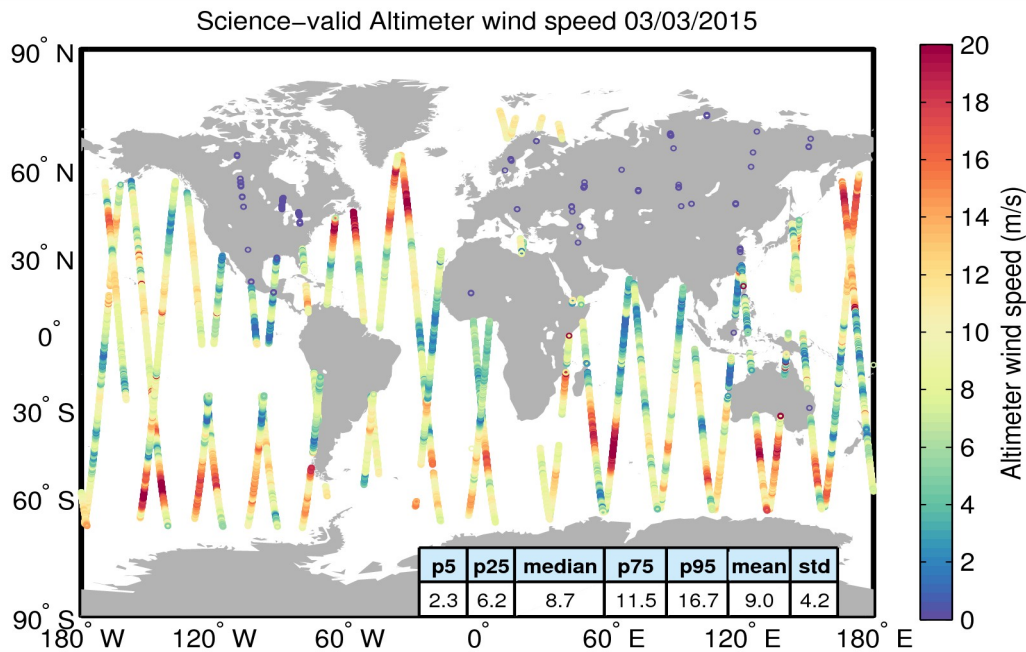 Science−valid Altimeter wind speed 03/03/2015
90° N
60° N
30° N
0°
30° S
60° S
90° S
180° W
120° W
60° W
0°
60° E
120° E
180° E
p5 p25 median p75 p95 mean std
2.3 6.2 8.7 11.5 16.7 9.0 4.2
20
18
16
14
12
10
8
6
4
2
0
Altimeter wind speed (m/s)